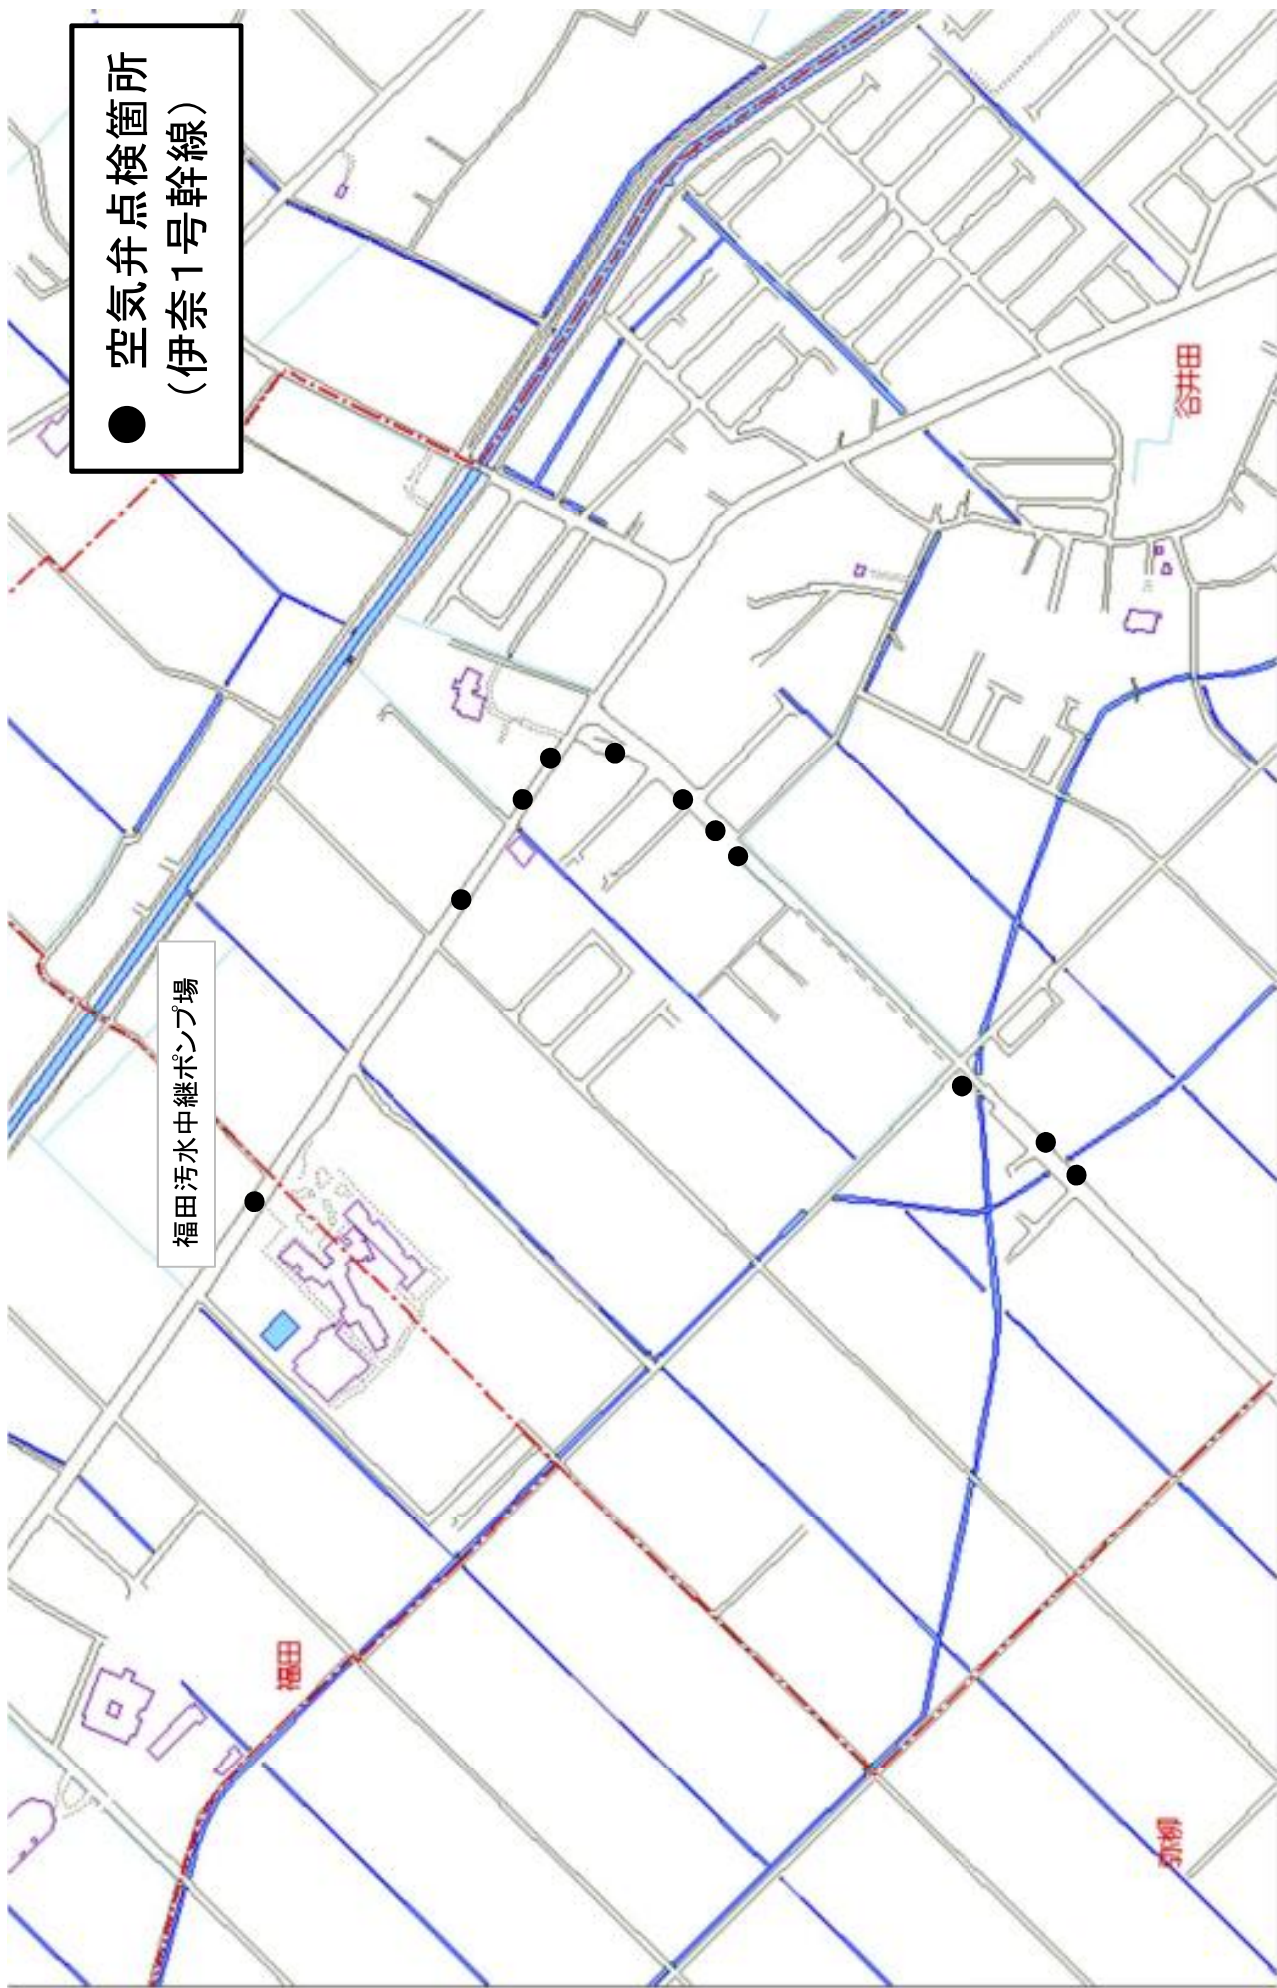 ● 空気弁点検箇所
(伊奈1号幹線)
谷井田
福田汚水中継ポンプ場
福田
弥柳